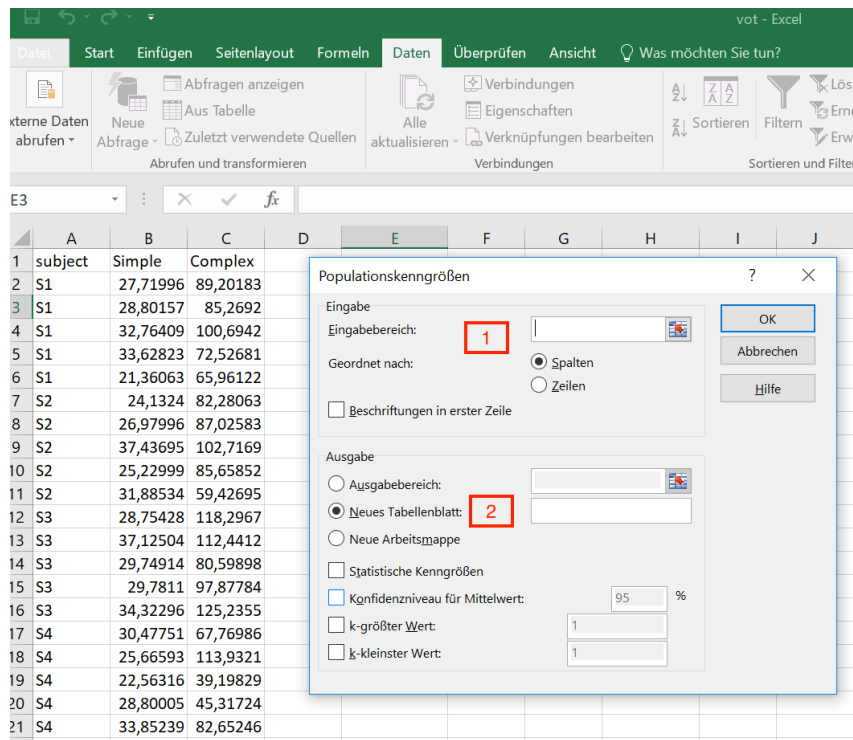 vot - Excel
Datei Start Einfügen Seitenlayout Formeln Daten Überprüfen Ansicht Was möchten Sie tun?
xterne Daten
abrufen
Neue
Abfrage
Abfragen anzeigen
Aus Tabelle
Zuletzt verwendete Quellen
Abrufen und transformieren
Alle
aktualisieren
Verbindungen
Eigenschaften
Verknüpfungen bearbeiten
Verbindungen
Sortieren
Filtern
Lös
Erne
Erw
Sortieren und Filter
E3 fx
A B C D E F G H I J
1 subject Simple Complex
2 S1 27,71996 89,20183
3 S1 28,80157 85,2692
4 S1 32,76409 100,6942
5 S1 33,62823 72,52681
6 S1 21,36063 65,96122
7 S2 24,1324 82,28063
8 S2 26,97996 87,02583
9 S2 37,43695 102,7169
10 S2 25,22999 85,65852
11 S2 31,88534 59,42695
12 S3 28,75428 118,2967
13 S3 37,12504 112,4412
14 S3 29,74914 80,59898
15 S3 29,7811 97,87784
16 S3 34,32296 125,2355
17 S4 30,47751 67,76986
18 S4 25,66593 113,9321
19 S4 22,56316 39,19829
20 S4 28,80005 45,31724
21 S4 33,85239 82,65246
Populationskenngrößen ?
Eingabe
Eingabebereich: 1
Geordnet nach: Spalten
Zeilen
Beschriftungen in erster Zeile
OK
Abbrechen
Hilfe
Ausgabe
Ausgabebereich:
Neues Tabellenblatt: 2
Neue Arbeitsmappe
Statistische Kenngrößen
Konfidenzniveau für Mittelwert: 95 %
k-größter Wert: 1
k-kleinster Wert: 1